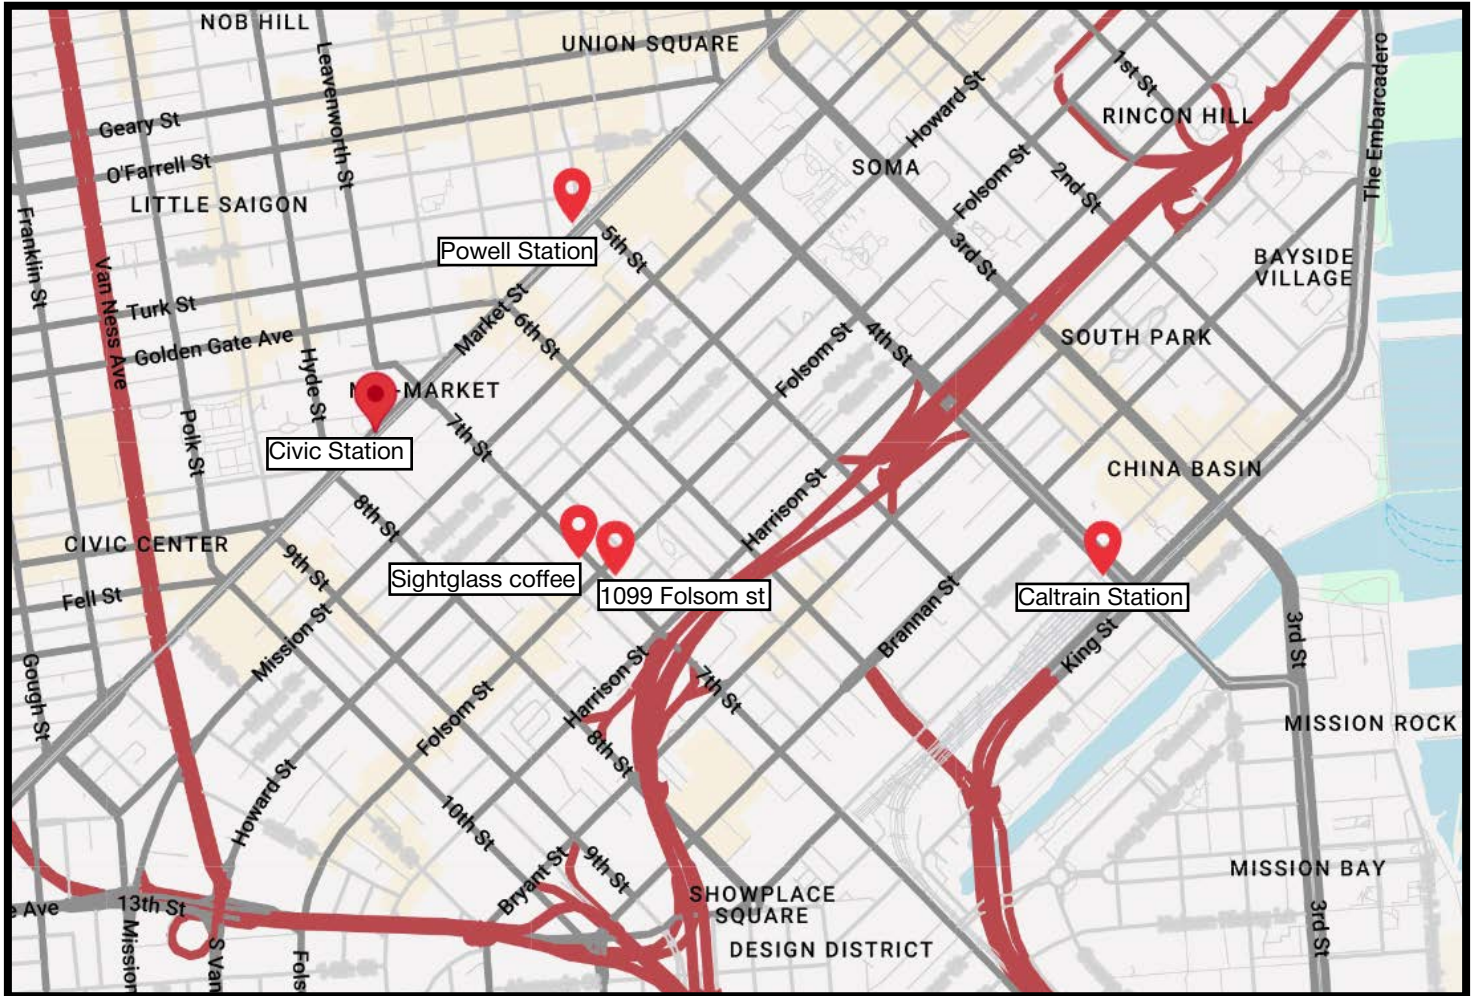 NOB HILL
UNION SQUARE
Leavenworth St
Geary St
O'Farrell St
LITTLE SAIGON
Howard St
1st St
RINCON HILL
The Embarcadero
SOMA
Folsom St
2nd St
3rd St
BAYSIDE
VILLAGE
Franklin St
Van Ness Ave
Powell Station
5th St
Turk St
Market St
6th St
Golden Gate Ave
Hyde St
Folsom St
4th St
SOUTH PARK
-MARKET
Polk St
Civic Station
7th St
CHINA BASIN
8th St
Harrison St
CIVIC CENTER
9th St
Sightglass coffee
1099 Folsom st
Caltrain Station
Fell St
Mission St
Brannan St
King St
3rd St
Gough St
Folsom St
Harrison St
7th St
8th St
MISSION ROCK
Howard St
10th St
Bryant St
9th St
MISSION BAY
SHOWPLACE
SQUARE
e Ave
13th St
Mission
S Van
Fols
DESIGN DISTRICT
3rd St